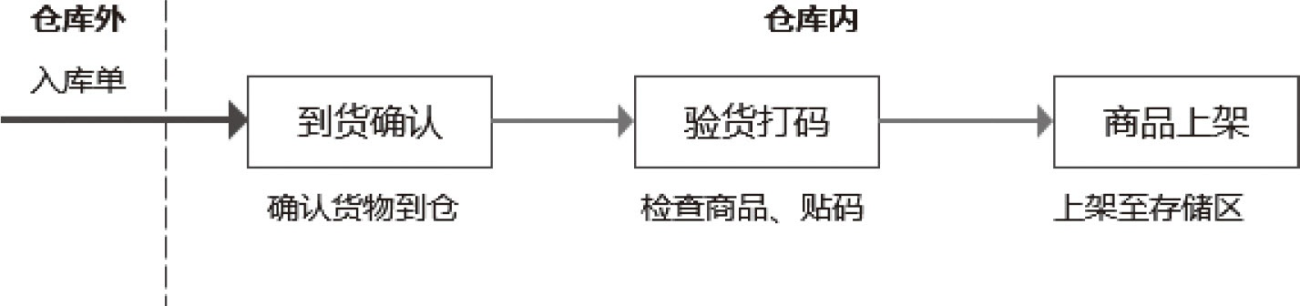 仓库外
仓库内
入库单
到货确认
验货打码
商品上架
确认货物到仓
检查商品、贴码
上架至存储区